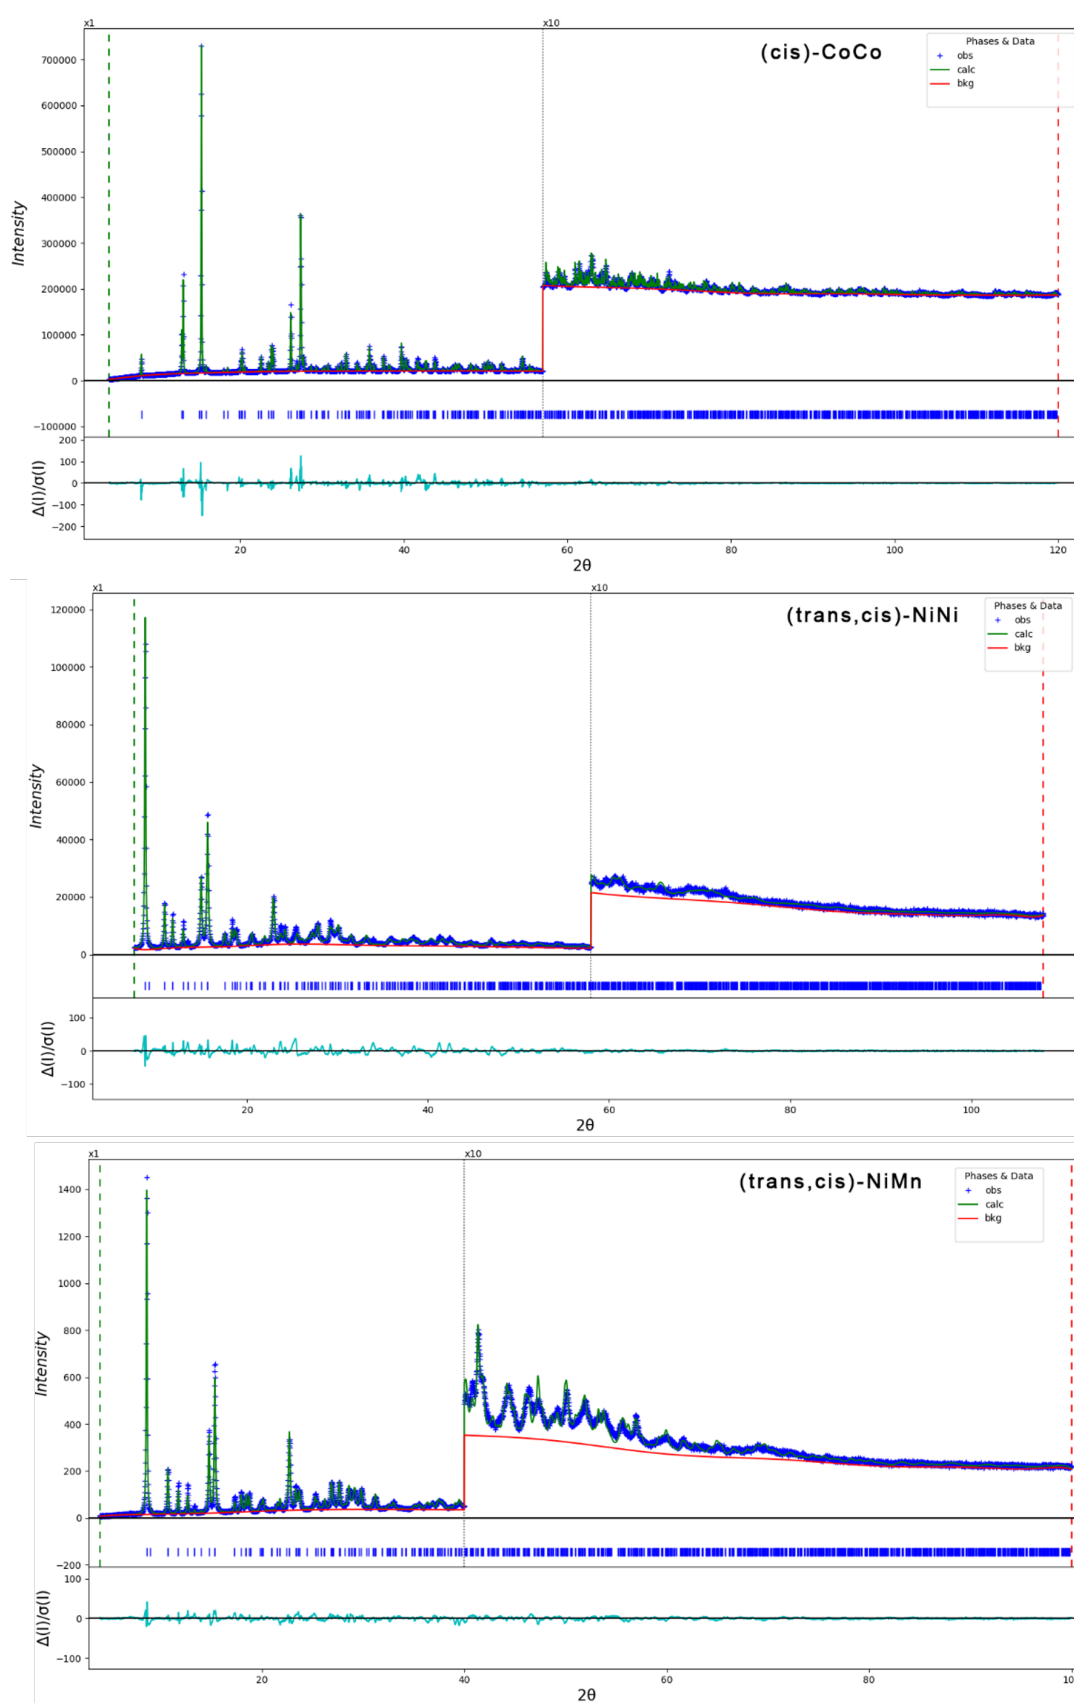 x1
x10
(cis)-CoCo
Phases & Data
obs
calc
bkg
700000
600000
500000
400000
300000
200000
100000
0
−100000
Intensity
200
100
0
−100
−200
Δ(I)/σ(I)
20
40
60
80
100
120
2θ
x1
x10
(trans,cis)-NiNi
Phases & Data
obs
calc
bkg
120000
100000
80000
60000
40000
20000
0
Intensity
100
0
−100
Δ(I)/σ(I)
20
40
60
80
100
2θ
x1
x10
(trans,cis)-NiMn
Phases & Data
obs
calc
bkg
1400
1200
1000
800
600
400
200
0
−200
Intensity
100
0
−100
Δ(I)/σ(I)
20
40
60
80
100
2θ